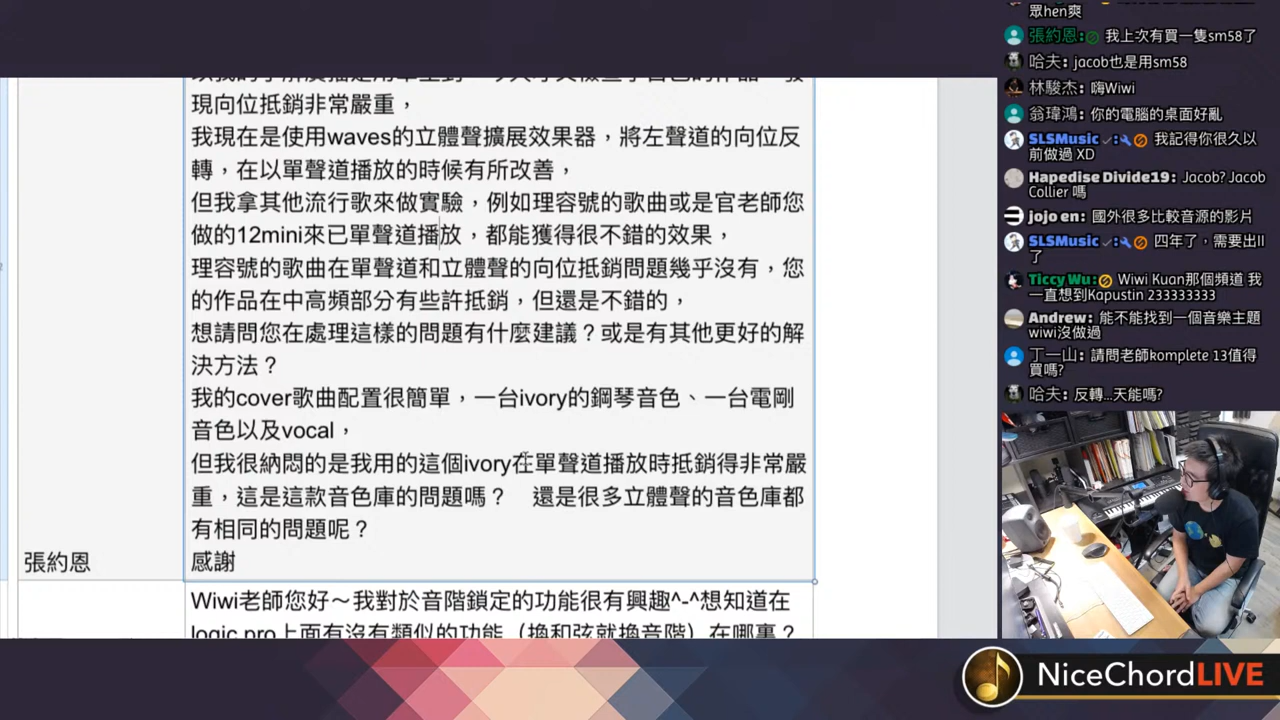 現向位抵銷非常嚴重，
我現在是使用waves的立體聲擴展效果器，將左聲道的向位反
轉，在以單聲道播放的時候有所改善，
但我拿其他流行歌來做實驗，例如理容號的歌曲或是官老師您
做的12mini來已單聲道播放，都能獲得很不錯的效果，
理容號的歌曲在單聲道和立體聲的向位抵銷問題幾乎沒有，您
的作品在中高頻部分有些許抵銷，但還是不錯的，
想請問您在處理這樣的問題有什麼建議？或是有其他更好的解
決方法？
我的cover歌曲配置很簡單，一台ivory的鋼琴音色、一台電剛
音色以及vocal，
但我很納悶的是我用的這個ivory在單聲道播放時抵銷得非常嚴
重，這是這款音色庫的問題嗎？　還是很多立體聲的音色庫都
有相同的問題呢？
張約恩
感謝
Wiwi老師您好～我對於音階鎖定的功能很有興趣^-^想知道在
logic pro上面有沒有類似的功能（換和弦就換音階）在哪裏？
眾hen爽
張約恩: 我上次有買一隻sm58了
哈夫: jacob也是用sm58
林駿杰: 嗨Wiwi
翁瑋鴻: 你的電腦的桌面好亂
SLSMusic: 我記得你很久以
前做過 XD
Hapedise Divide19: Jacob? Jacob
Collier 嗎
jojo en: 國外很多比較音源的影片
SLSMusic: 四年了，需要出II
了
Ticcy Wu: Wiwi Kuan那個頻道 我
一直想到Kapustin 233333333
Andrew: 能不能找到一個音樂主題
wiwi沒做過
丁一山: 請問老師komplete 13值得
買嗎?
哈夫: 反轉...天能嗎?
NiceChordLIVE